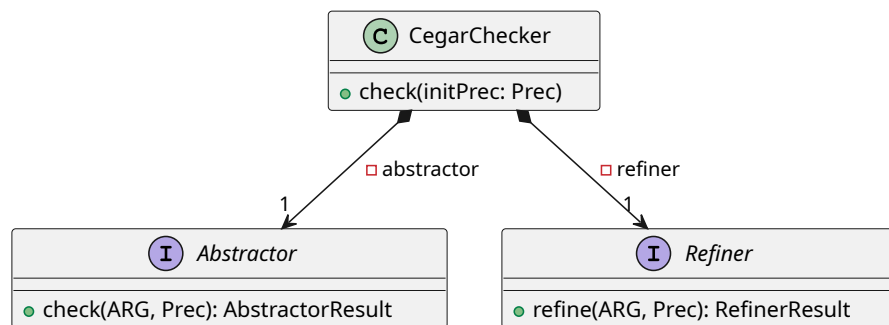 C CegarChecker
check(initPrec: Prec)
abstractor
refiner
1
1
I Abstractor
I Refiner
check(ARG, Prec): AbstractorResult
refine(ARG, Prec): RefinerResult